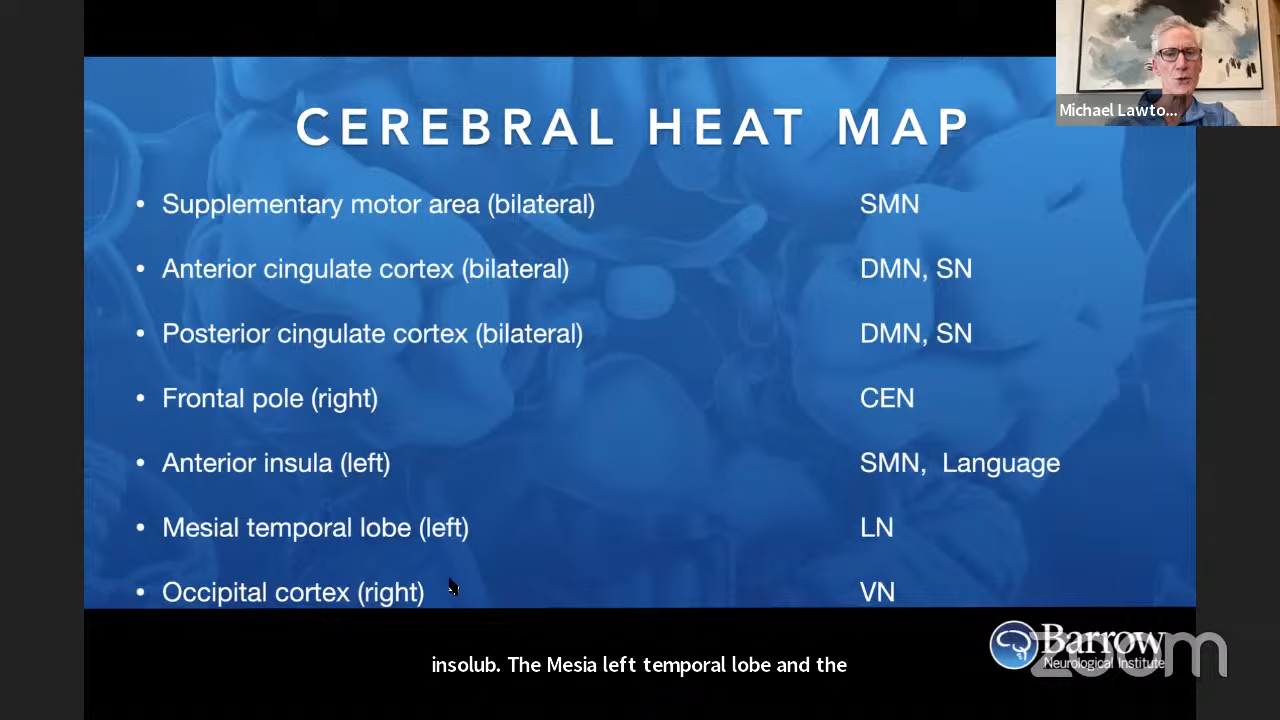 Michael Lawto...
CEREBRAL HEAT MAP
• Supplementary motor area (bilateral) SMN
• Anterior cingulate cortex (bilateral) DMN, SN
• Posterior cingulate cortex (bilateral) DMN, SN
• Frontal pole (right) CEN
• Anterior insula (left) SMN, Language
• Mesial temporal lobe (left) LN
• Occipital cortex (right) VN
Barrow
Neurological Institute
zoom
insolub. The Mesia left temporal lobe and the